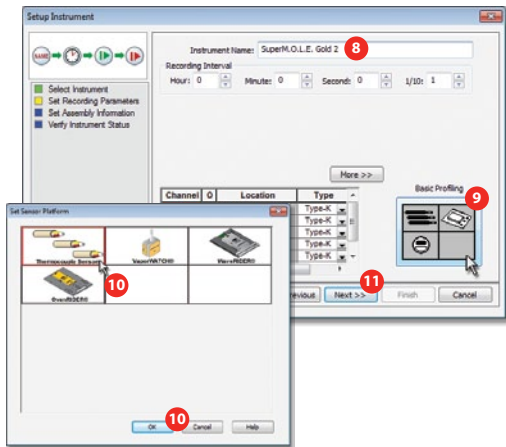 Setup Instrument
NAME
Instrument Name: SuperM.O.L.E. Gold 2 8
Recording Interval
Hour: 0 Minute: 0 Second: 0 1/10: 1
Select Instrument
Set Recording Parameters
Set Assembly Information
Verify Instrument Status
More >>
Channel O Location Type
Type-K
Type-K
Type-K
Type-K
Type-K
Basic Profiling
9
11
evious Next >> Finish Cancel
Set Sensor Platform
Thermocouple Sensors VaporWATCH® WaveRIDER®
OvenRIDER® 10
10
OK Cancel Help